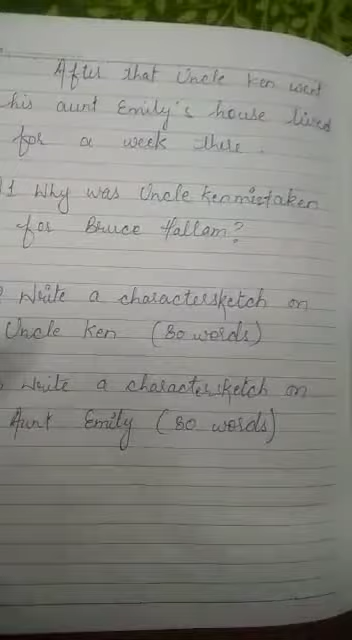 After that Uncle Ken went
his aunt Emily's house lived
for a week there.
1 Why was Uncle Ken mistaken
for Bruce Hallam?
Write a charactersketch on
Uncle Ken (80 words)
Write a charactersketch on
Aunt Emily (80 words)